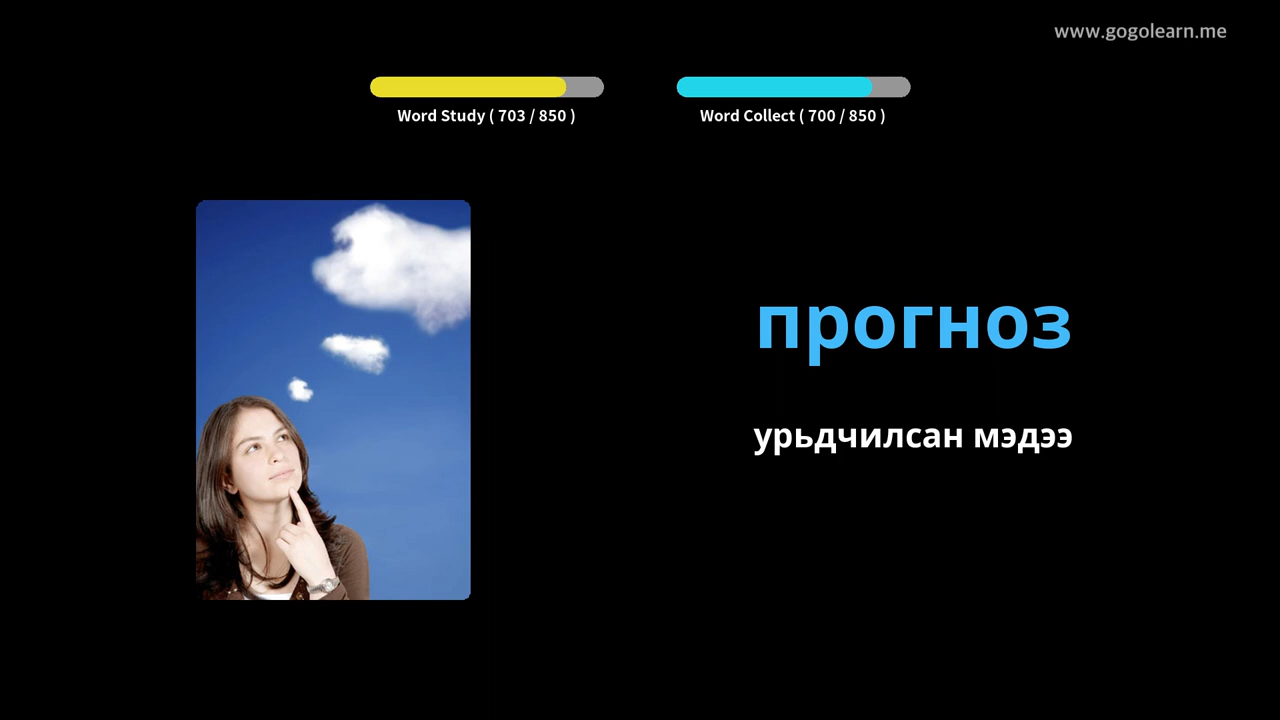 www.gogolearn.me
Word Study ( 703 / 850 )
Word Collect ( 700 / 850 )
прогноз
урьдчилсан мэдээ